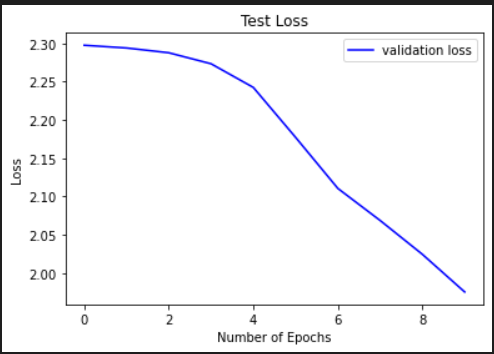 Test Loss
validation loss
2.30
2.25
2.20
2.15
2.10
2.05
2.00
Loss
0 2 4 6 8
Number of Epochs